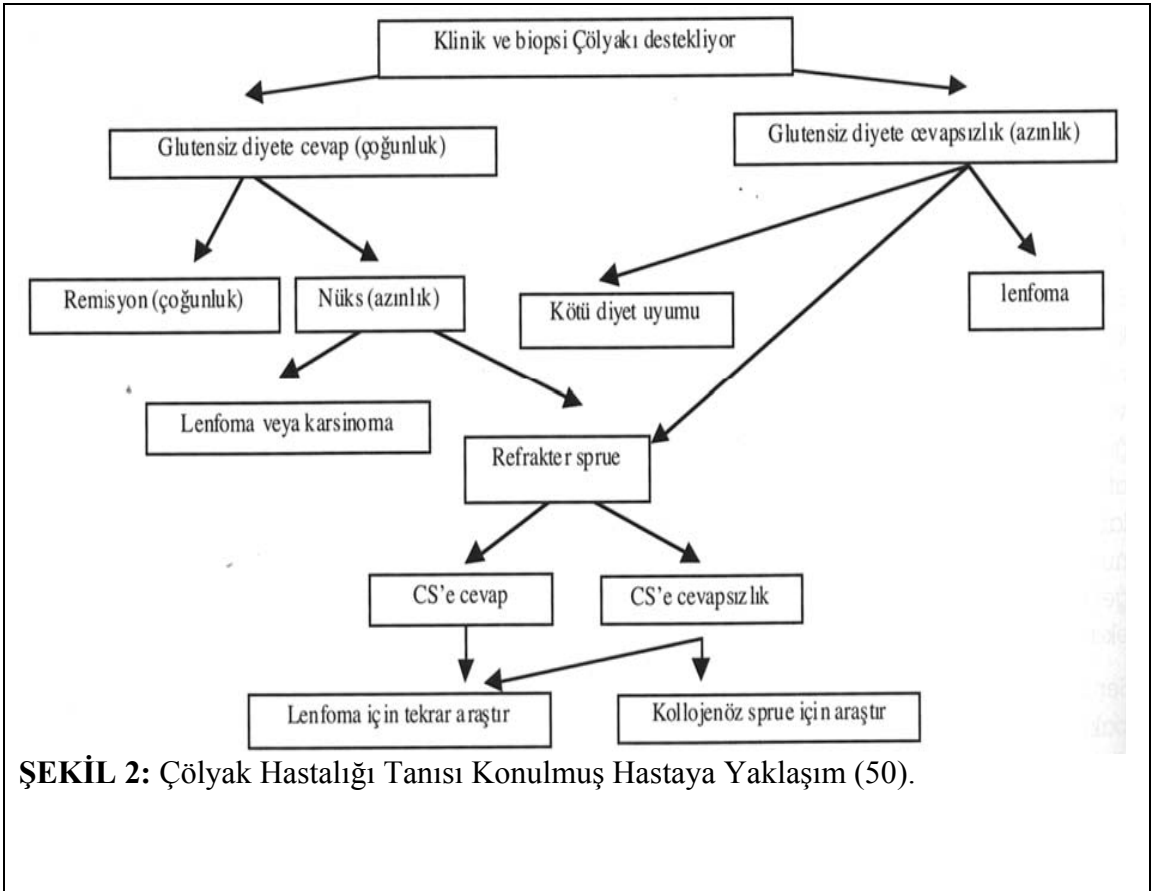 Klinik ve biopsi Çölyakı destekliyor
Glutensiz diyete cevap (çoğunluk)
Glutensiz diyete cevapsızlık (azınlık)
Remisyon (çoğunluk)
Nüks (azınlık)
Kötü diyet uyumu
lenfoma
Lenfoma veya karsinoma
Refrakter sprue
CS'e cevap
CS'e cevapsızlık
Lenfoma için tekrar araştır
Kollojenöz sprue için araştır
ŞEKİL 2: Çölyak Hastalığı Tanısı Konulmuş Hastaya Yaklaşım (50).